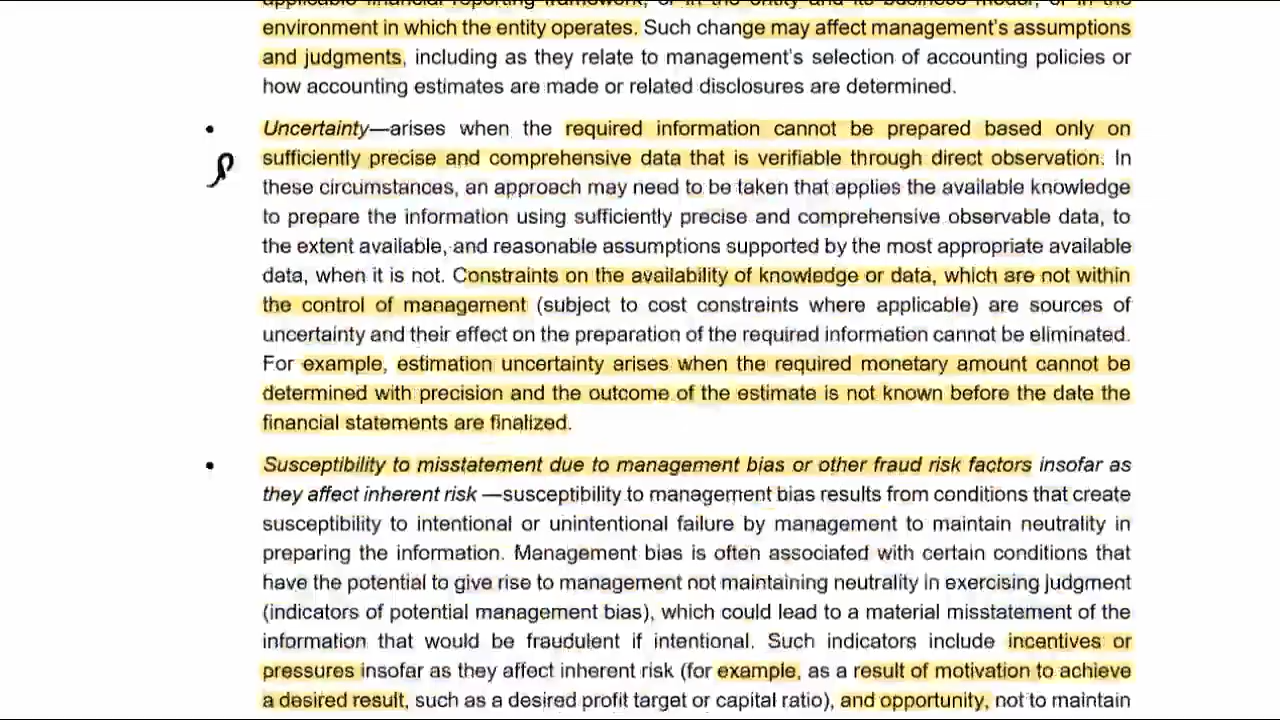 applicable financial reporting framework, or in the entity and its business model, or in the
environment in which the entity operates. Such change may affect management's assumptions
and judgments, including as they relate to management's selection of accounting policies or
how accounting estimates are made or related disclosures are determined.
• Uncertainty—arises when the required information cannot be prepared based only on
sufficiently precise and comprehensive data that is verifiable through direct observation. In
these circumstances, an approach may need to be taken that applies the available knowledge
to prepare the information using sufficiently precise and comprehensive observable data, to
the extent available, and reasonable assumptions supported by the most appropriate available
data, when it is not. Constraints on the availability of knowledge or data, which are not within
the control of management (subject to cost constraints where applicable) are sources of
uncertainty and their effect on the preparation of the required information cannot be eliminated.
For example, estimation uncertainty arises when the required monetary amount cannot be
determined with precision and the outcome of the estimate is not known before the date the
financial statements are finalized.
• Susceptibility to misstatement due to management bias or other fraud risk factors insofar as
they affect inherent risk —susceptibility to management bias results from conditions that create
susceptibility to intentional or unintentional failure by management to maintain neutrality in
preparing the information. Management bias is often associated with certain conditions that
have the potential to give rise to management not maintaining neutrality in exercising judgment
(indicators of potential management bias), which could lead to a material misstatement of the
information that would be fraudulent if intentional. Such indicators include incentives or
pressures insofar as they affect inherent risk (for example, as a result of motivation to achieve
a desired result, such as a desired profit target or capital ratio), and opportunity, not to maintain